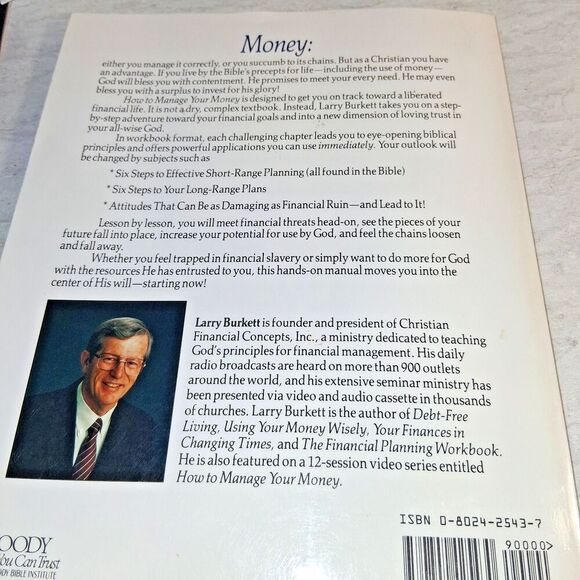 Money:
either you manage it correctly, or you succumb to its chains. But as a Christian you have
an advantage. If you live by the Bible's precepts for life—including the use of money—
God will bless you with contentment. He promises to meet your every need. He may even
bless you with a surplus to invest for his glory!
How to Manage Your Money is designed to get you on track toward a liberated
financial life. It is not a dry, complex textbook. Instead, Larry Burkett takes you on a step-
by-step adventure toward your financial goals and into a new dimension of loving trust in
your all-wise God.
In workbook format, each challenging chapter leads you to eye-opening biblical
principles and offers powerful applications you can use immediately. Your outlook will
be changed by subjects such as
* Six Steps to Effective Short-Range Planning (all found in the Bible)
* Six Steps to Your Long-Range Plans
* Attitudes That Can Be as Damaging as Financial Ruin—and Lead to It!
Lesson by lesson, you will meet financial threats head-on, see the pieces of your
future fall into place, increase your potential for use by God, and feel the chains loosen
and fall away.
Whether you feel trapped in financial slavery or simply want to do more for God
with the resources He has entrusted to you, this hands-on manual moves you into the
center of His will—starting now!
Larry Burkett is founder and president of Christian
Financial Concepts, Inc., a ministry dedicated to teaching
God's principles for financial management. His daily
radio broadcasts are heard on more than 900 outlets
around the world, and his extensive seminar ministry has
been presented via video and audio cassette in thousands
of churches. Larry Burkett is the author of Debt-Free
Living, Using Your Money Wisely, Your Finances in
Changing Times, and The Financial Planning Workbook.
He is also featured on a 12-session video series entitled
How to Manage Your Money.
ISBN 0-8024-2543-7
90000>
OODY
You Can Trust
DY BIBLE INSTITUTE